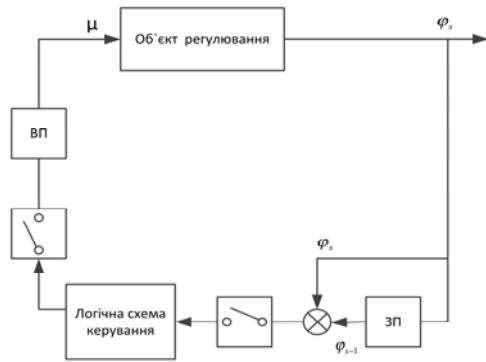 μ
Об`єкт регулювання
φs
ВП
φs
Логічна схема
керування
ЗП
φs−1